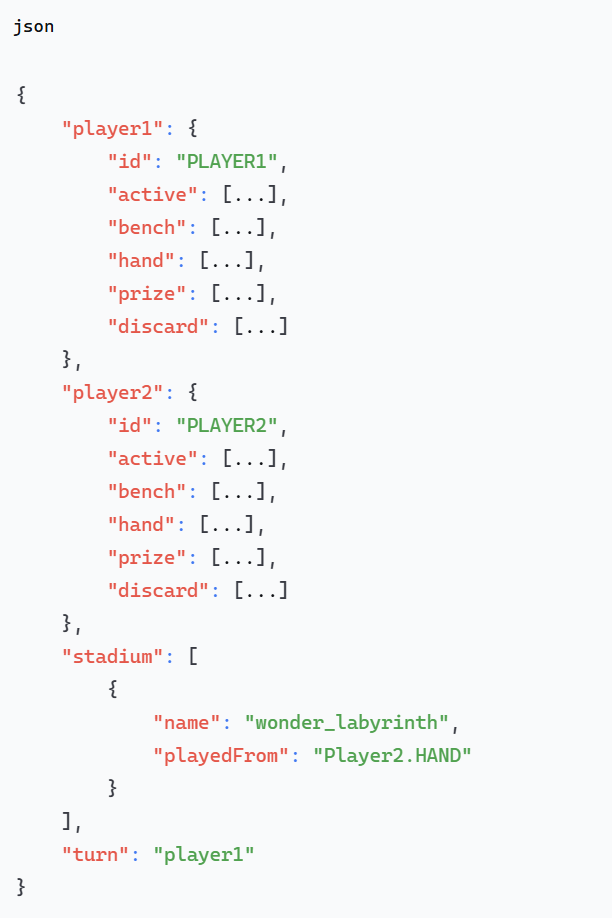 json
{
    "player1": {
        "id": "PLAYER1",
        "active": [...],
        "bench": [...],
        "hand": [...],
        "prize": [...],
        "discard": [...]
    },
    "player2": {
        "id": "PLAYER2",
        "active": [...],
        "bench": [...],
        "hand": [...],
        "prize": [...],
        "discard": [...]
    },
    "stadium": [
        {
            "name": "wonder_labyrinth",
            "playedFrom": "Player2.HAND"
        }
    ],
    "turn": "player1"
}